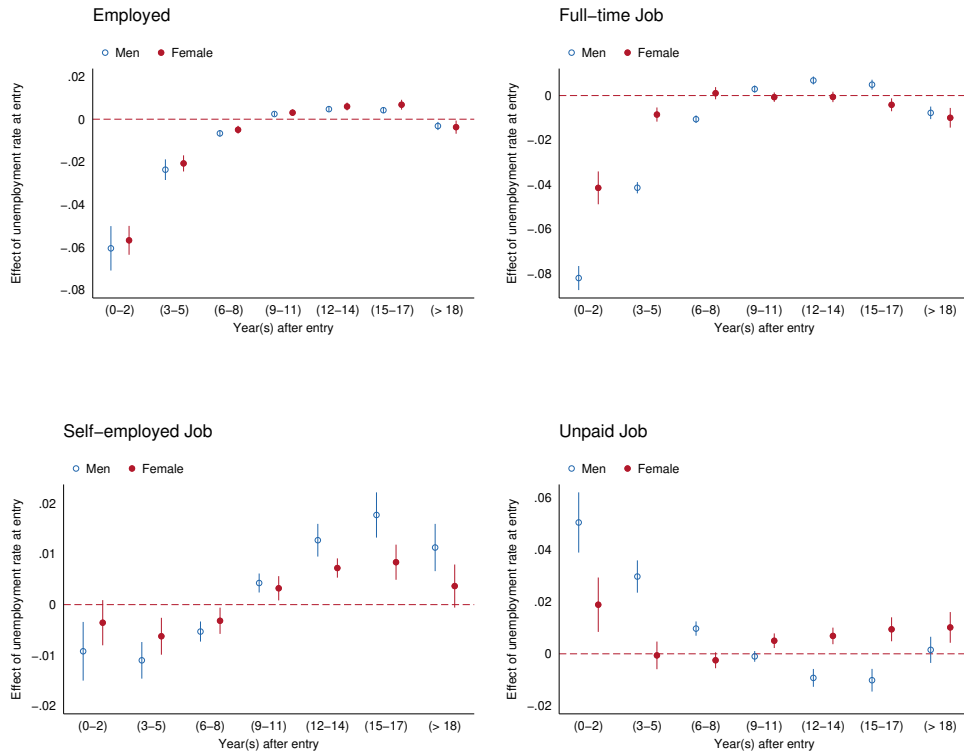 Employed
Men Female
Effect of unemployment rate at entry
.02
0
−.02
−.04
−.06
−.08
(0−2) (3−5) (6−8) (9−11) (12−14) (15−17) (> 18)
Year(s) after entry
Full−time Job
Men Female
Effect of unemployment rate at entry
0
−.02
−.04
−.06
−.08
(0−2) (3−5) (6−8) (9−11) (12−14) (15−17) (> 18)
Year(s) after entry
Self−employed Job
Men Female
Effect of unemployment rate at entry
.02
.01
0
−.01
−.02
(0−2) (3−5) (6−8) (9−11) (12−14) (15−17) (> 18)
Year(s) after entry
Unpaid Job
Men Female
Effect of unemployment rate at entry
.06
.04
.02
0
−.02
(0−2) (3−5) (6−8) (9−11) (12−14) (15−17) (> 18)
Year(s) after entry